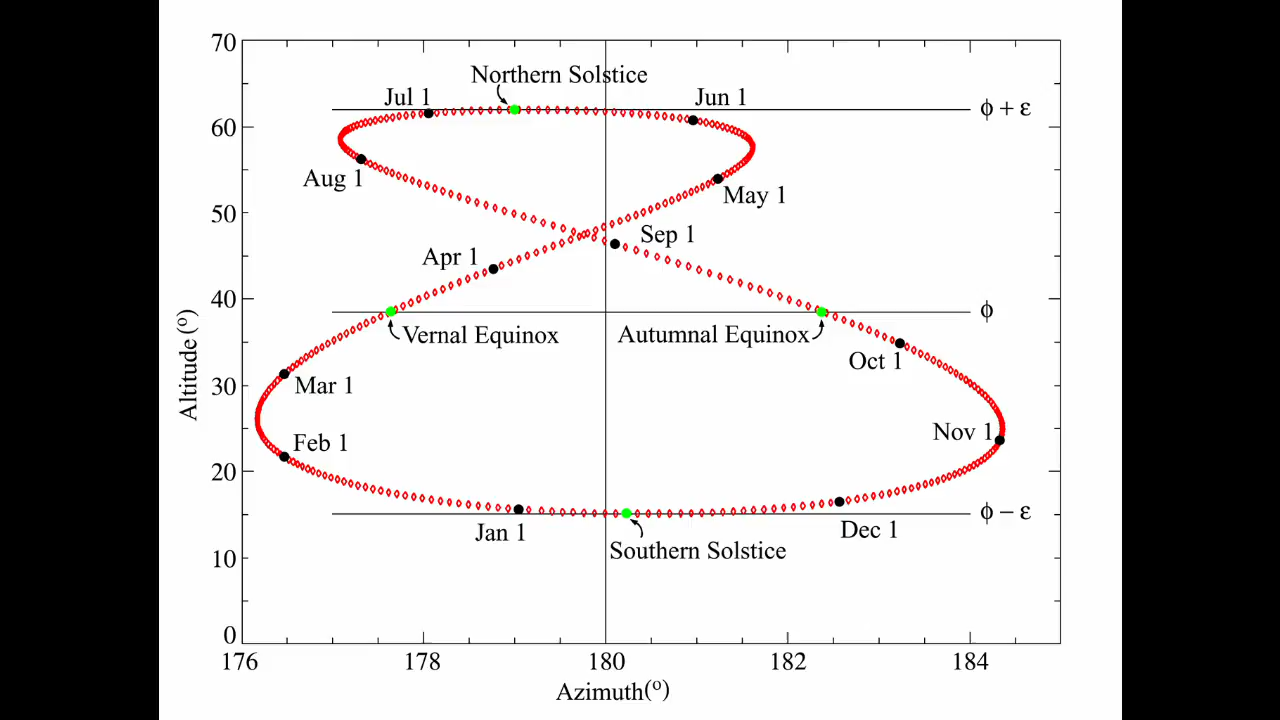 70
Northern Solstice
Jul 1
Jun 1
ϕ + ε
60
Aug 1
May 1
50
Sep 1
Apr 1
40
ϕ
Vernal Equinox
Autumnal Equinox
Oct 1
Altitude(°)
30
Mar 1
Nov 1
Feb 1
20
ϕ − ε
Jan 1
Dec 1
Southern Solstice
10
0
176
178
180
182
184
Azimuth(°)